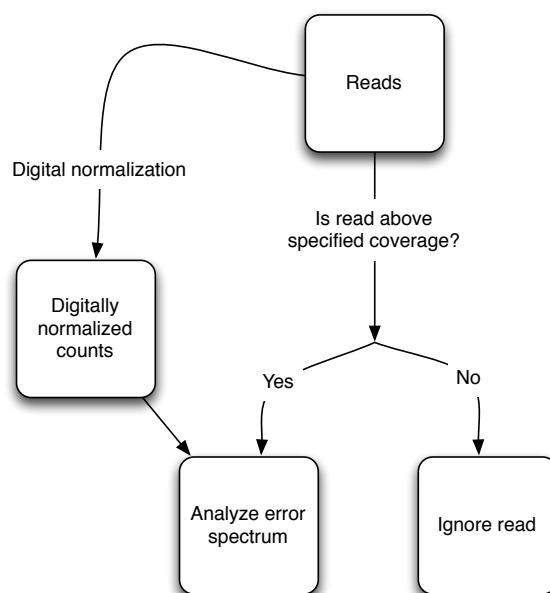 Reads
Digital normalization
Is read above
specified coverage?
Digitally
normalized
counts
Yes
No
Analyze error
spectrum
Ignore read